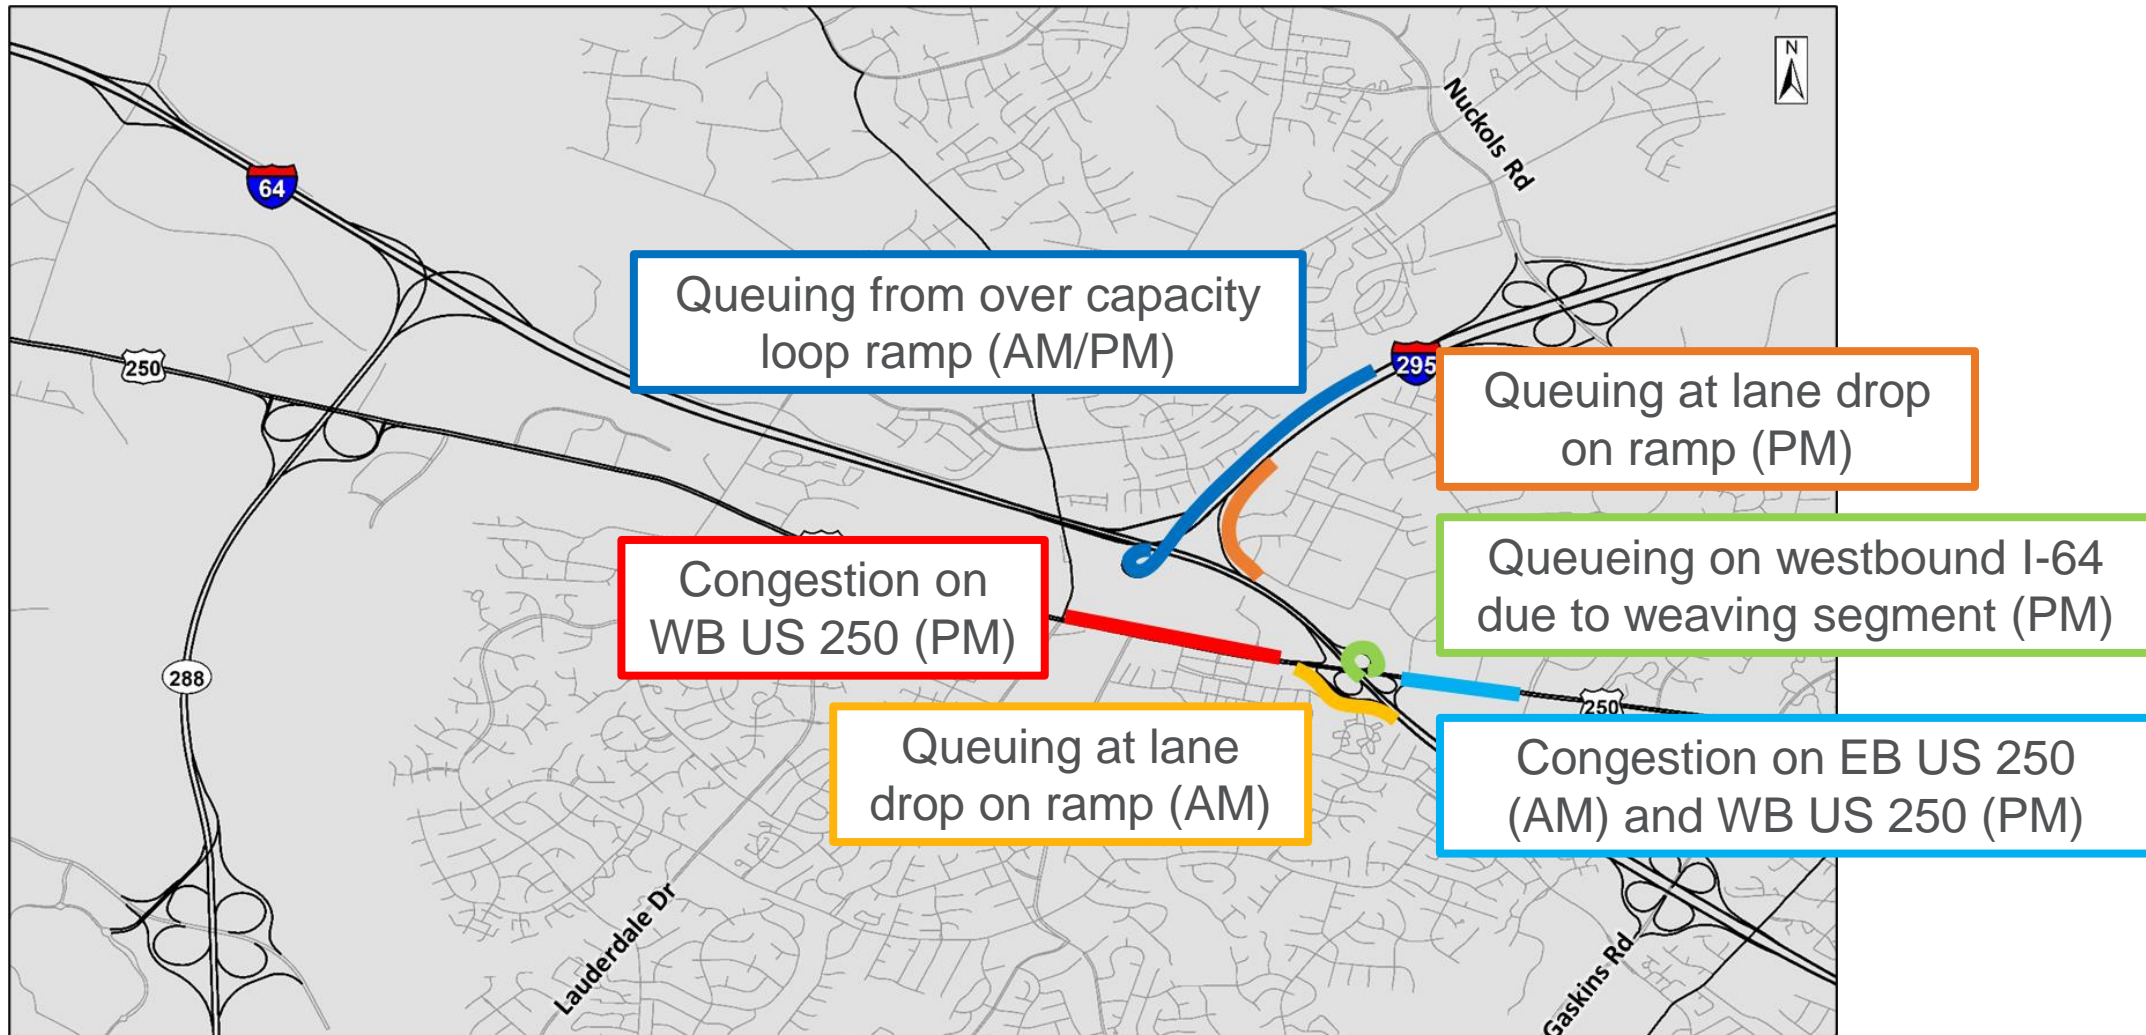 N
Nuckols Rd
64
Queuing from over capacity
loop ramp (AM/PM)
250
295
Queuing at lane drop
on ramp (PM)
Queueing on westbound I-64
due to weaving segment (PM)
Congestion on
WB US 250 (PM)
288
250
Queuing at lane
drop on ramp (AM)
Congestion on EB US 250
(AM) and WB US 250 (PM)
Lauderdale Dr
Gaskins Rd